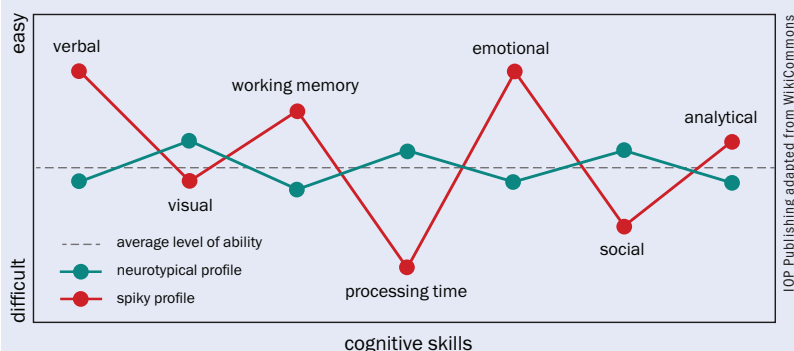 easy
verbal
emotional
working memory
analytical
visual
average level of ability
neurotypical profile
spiky profile
processing time
social
difficult
cognitive skills
IOP Publishing adapted from WikiCommons